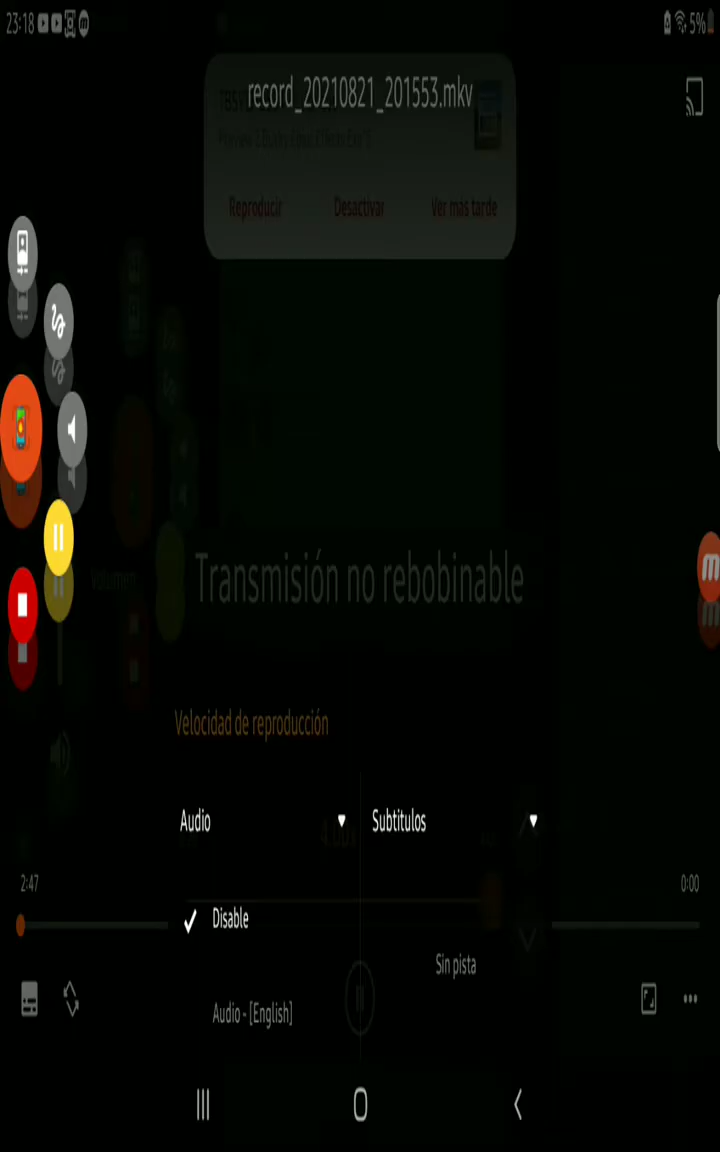 23:18
5%
record_20210821_201553.mkv
Reproducir Desactivar Ver más tarde
Transmisión no rebobinable
Volumen
Velocidad de reproducción
Audio Subtitulos
2:47 0:00
Disable
Sin pista
Audio - [English]